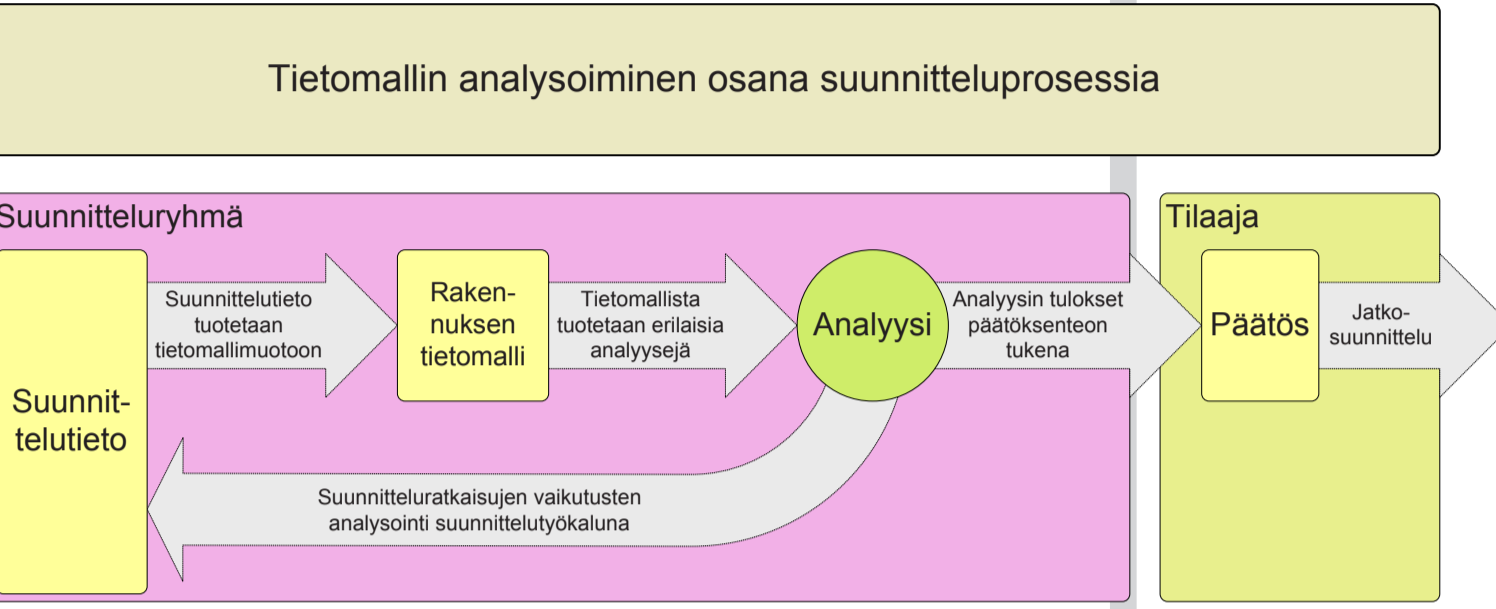 Tietomallin analysoiminen osana suunnitteluprosessia
Suunnitteluryhmä
Tilaaja
Suunnit-
telutieto
Suunnittelutieto
tuotetaan
tietomallimuotoon
Raken-
nuksen
tietomalli
Tietomallista
tuotetaan erilaisia
analyysejä
Analyysi
Analyysin tulokset
päätöksenteon
tukena
Päätös
Jatko-
suunnittelu
Suunnitteluratkaisujen vaikutusten
analysointi suunnittelutyökaluna